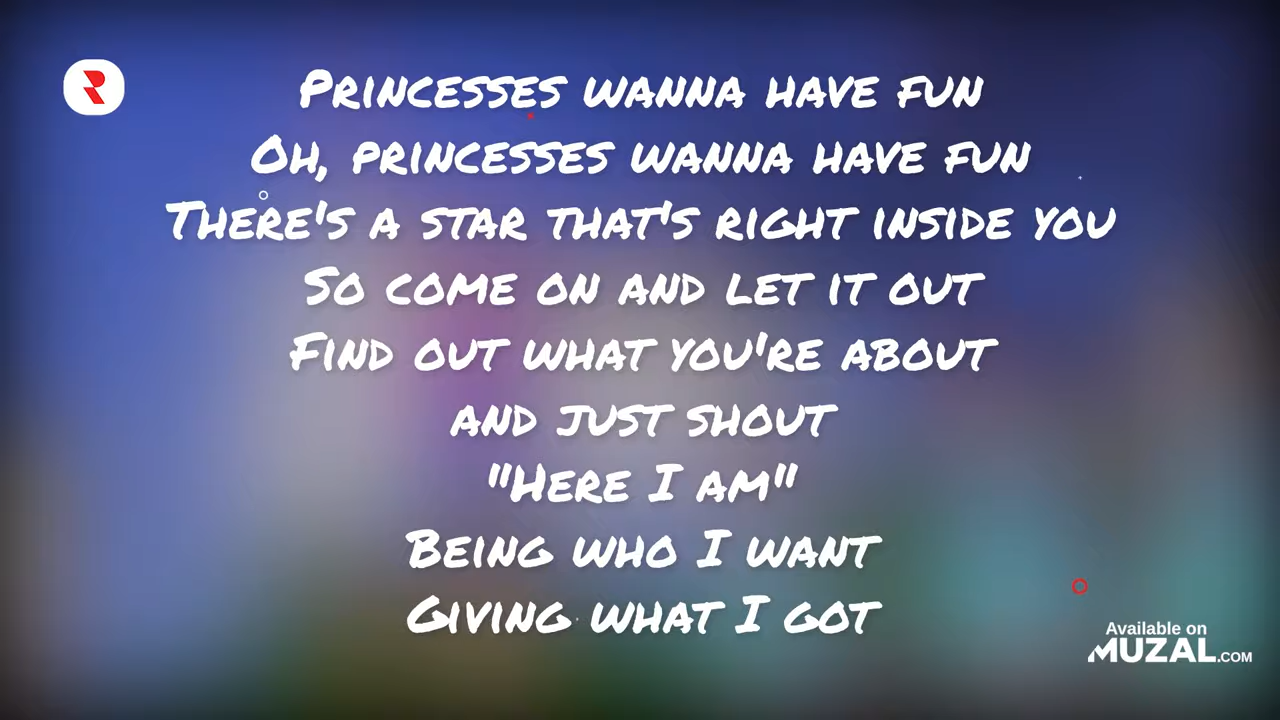 Princesses wanna have fun
Oh, princesses wanna have fun
There's a star that's right inside you
So come on and let it out
Find out what you're about
and just shout
"Here I am"
Being who I want
Giving what I got
Available on
MUZAL.COM